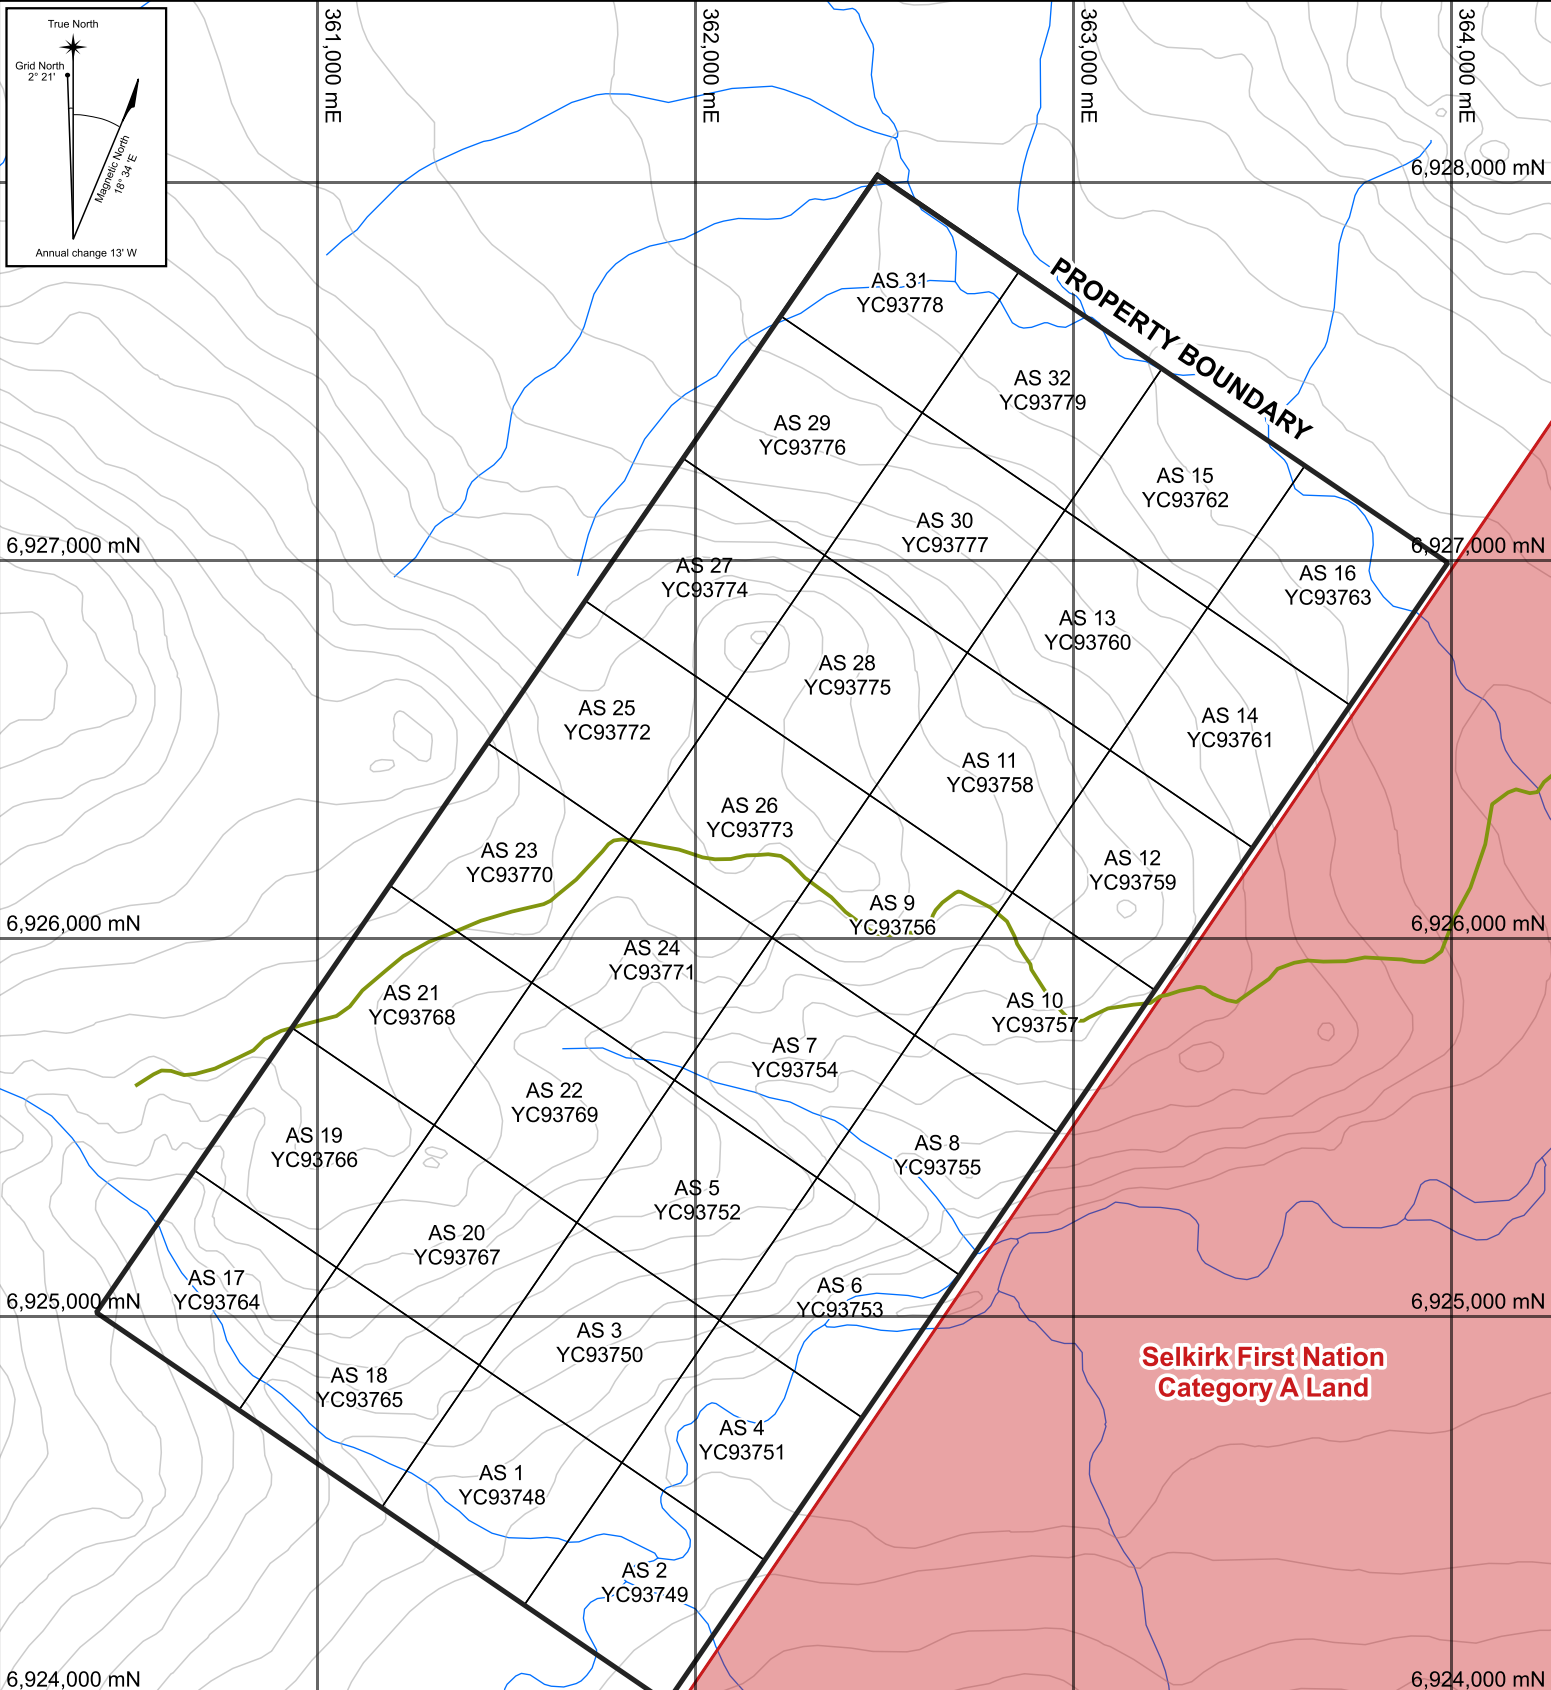 True North
Grid North
2° 21'
Magnetic North
18° 34 'E
Annual change 13' W
361,000 mE
362,000 mE
363,000 mE
364,000 mE
6,928,000 mN
PROPERTY BOUNDARY
AS 31
YC93778
AS 32
YC93779
AS 29
YC93776
AS 15
YC93762
AS 30
YC93777
6,927,000 mN
6,927,000 mN
AS 27
YC93774
AS 16
YC93763
AS 13
YC93760
AS 28
YC93775
AS 25
YC93772
AS 14
YC93761
AS 11
YC93758
AS 26
YC93773
AS 23
YC93770
AS 12
YC93759
AS 9
YC93756
6,926,000 mN
6,926,000 mN
AS 24
YC93771
AS 21
YC93768
AS 10
YC93757
AS 7
YC93754
AS 22
YC93769
AS 19
YC93766
AS 8
YC93755
AS 5
YC93752
AS 20
YC93767
AS 17
YC93764
AS 6
YC93753
6,925,000 mN
6,925,000 mN
AS 3
YC93750
Selkirk First Nation
Category A Land
AS 18
YC93765
AS 4
YC93751
AS 1
YC93748
AS 2
YC93749
6,924,000 mN
6,924,000 mN